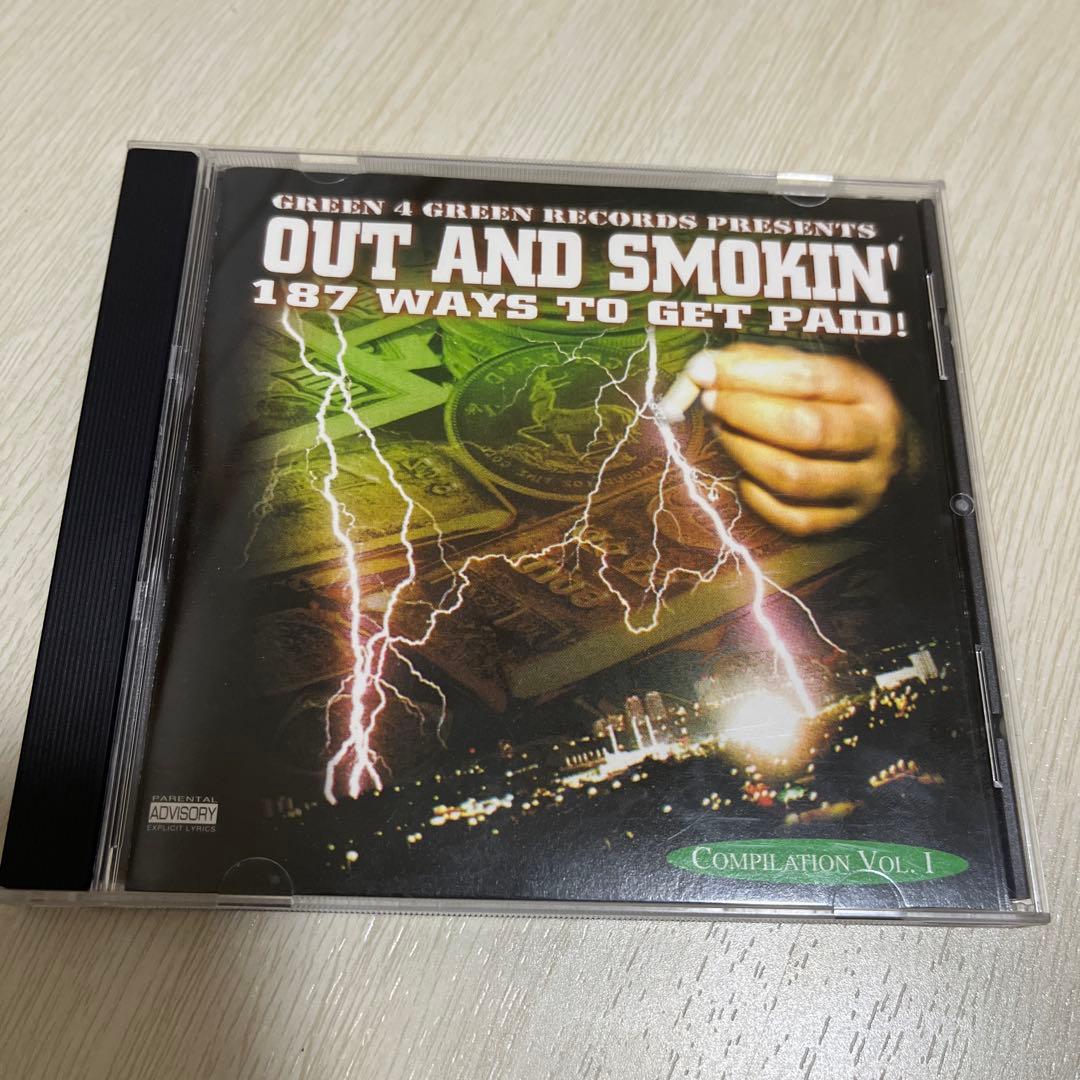 GREEN 4 GREEN RECORDS PRESENTS
OUT AND SMOKIN'
187 WAYS TO GET PAID!
PARENTAL
ADVISORY
EXPLICIT LYRICS
COMPILATION VOL. I